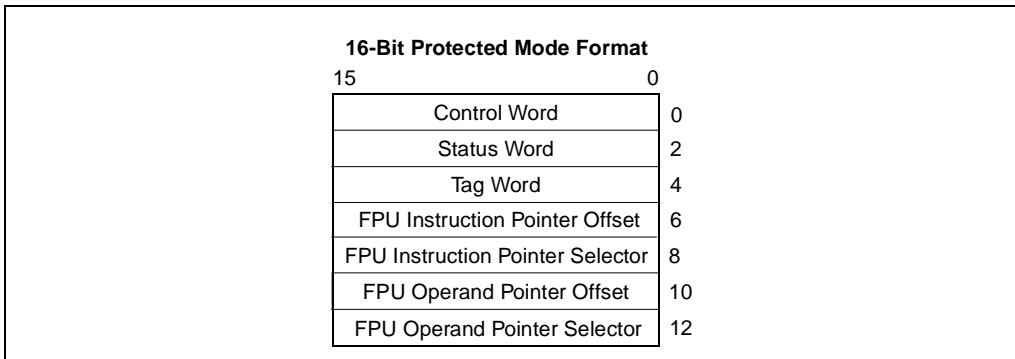 16-Bit Protected Mode Format
15 0
Control Word 0
Status Word 2
Tag Word 4
FPU Instruction Pointer Offset 6
FPU Instruction Pointer Selector 8
FPU Operand Pointer Offset 10
FPU Operand Pointer Selector 12